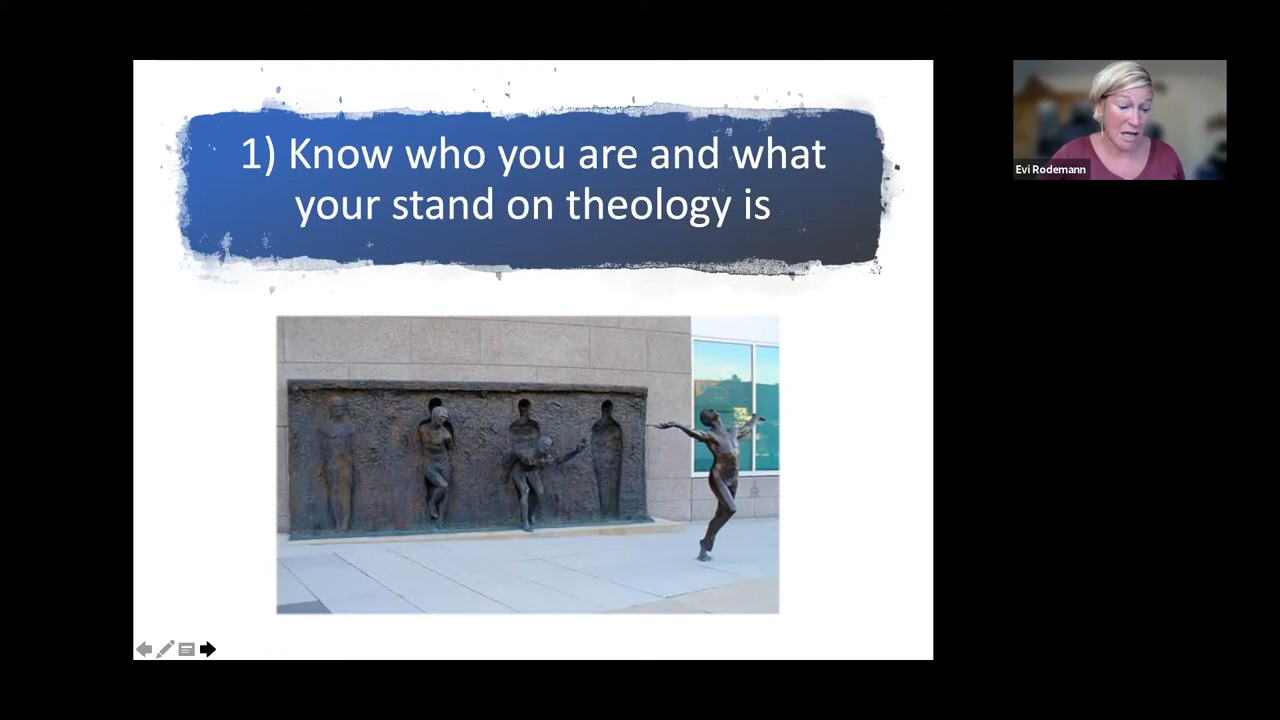 1) Know who you are and what
your stand on theology is
Evi Rodemann